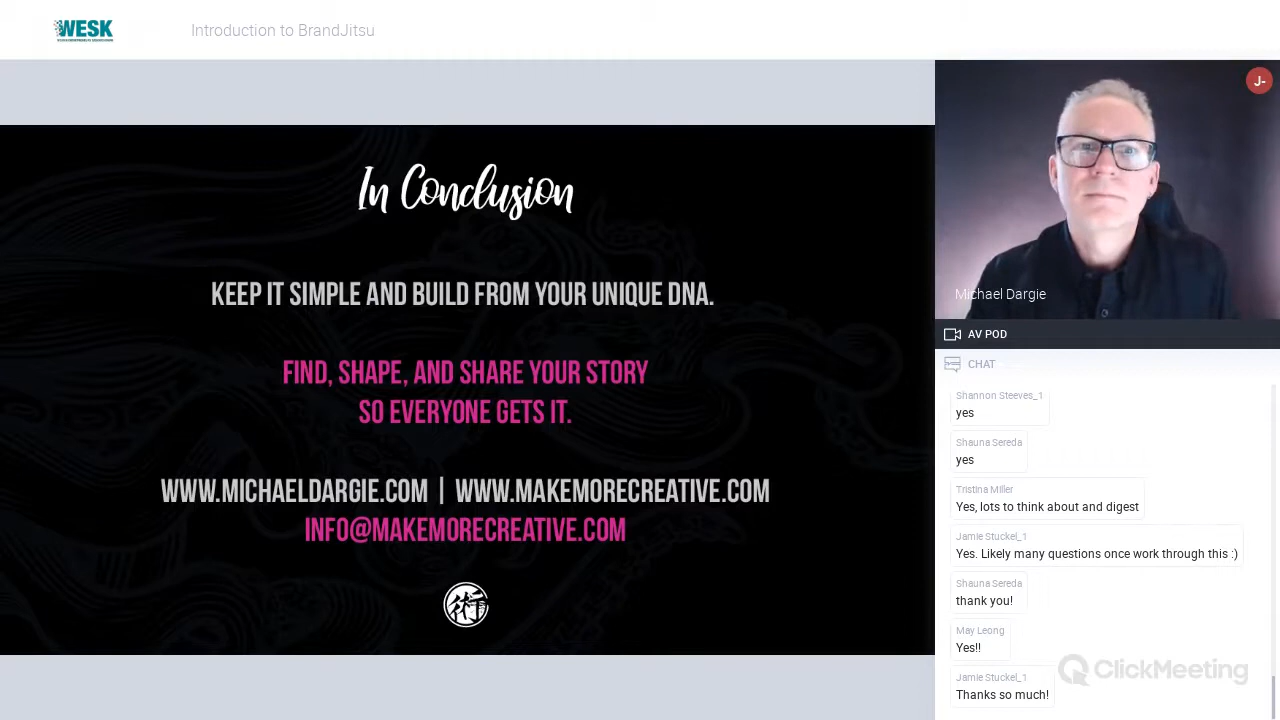 WESK
Introduction to BrandJitsu
In Conclusion
KEEP IT SIMPLE AND BUILD FROM YOUR UNIQUE DNA.
FIND, SHAPE, AND SHARE YOUR STORY
SO EVERYONE GETS IT.
WWW.MICHAELDARGIE.COM | WWW.MAKEMORECREATIVE.COM
INFO@MAKEMORECREATIVE.COM
術
J-
Michael Dargie
AV POD
CHAT
Shannon Steeves_1
yes
Shauna Sereda
yes
Tristina Miller
Yes, lots to think about and digest
Jamie Stuckel_1
Yes. Likely many questions once work through this :)
Shauna Sereda
thank you!
May Leong
Yes!!
Jamie Stuckel_1
Thanks so much!
ClickMeeting